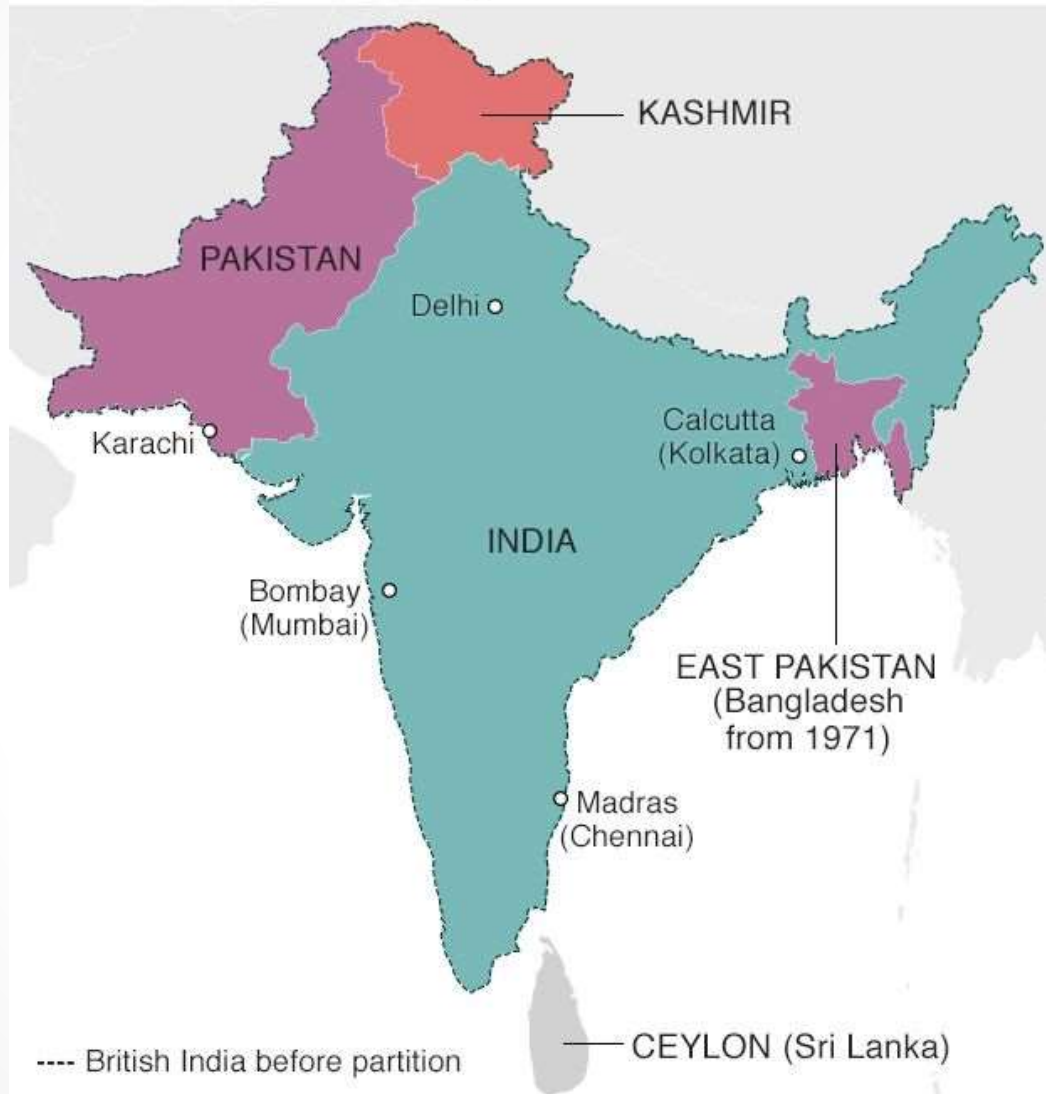 KASHMIR
PAKISTAN
Delhi
Karachi
Calcutta
(Kolkata)
INDIA
Bombay
(Mumbai)
EAST PAKISTAN
(Bangladesh
from 1971)
Madras
(Chennai)
CEYLON (Sri Lanka)
---- British India before partition